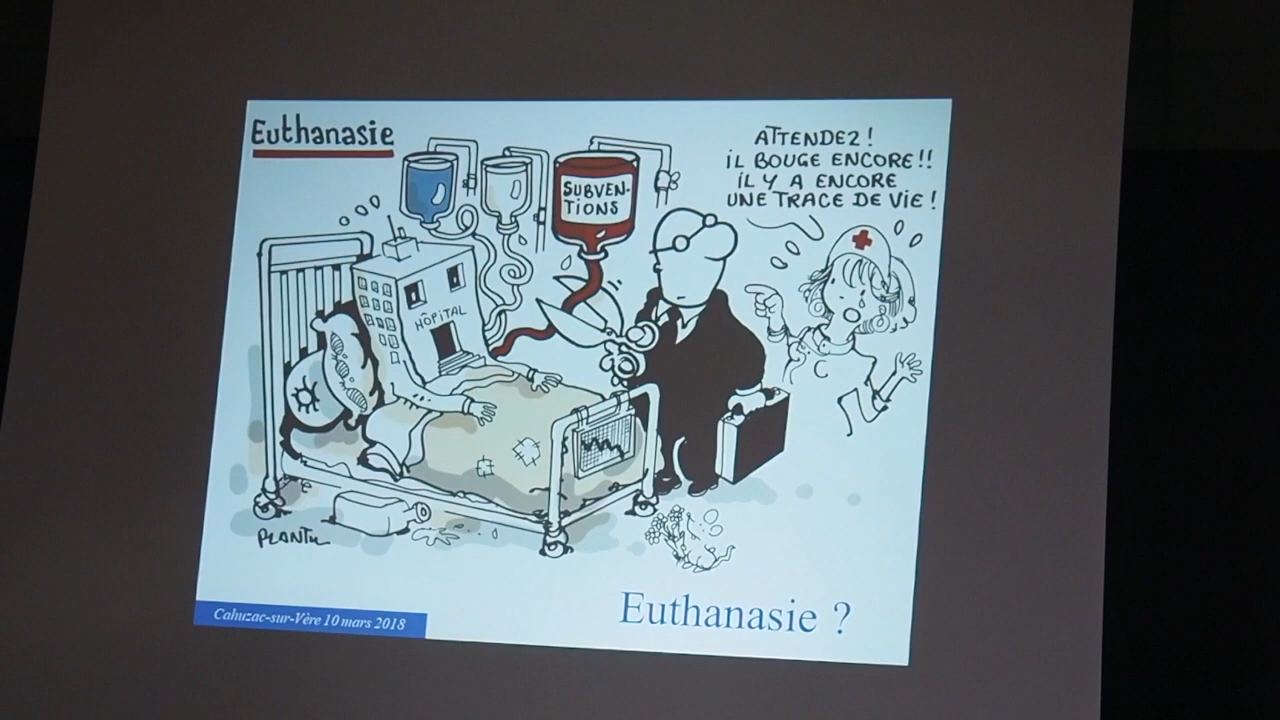 Euthanasie
ATTENDEZ !
iL BOUGE ENCORE !!
iL Y A ENCORE
UNE TRACE DE ViE !
SUBVEN-
TiONS
HÔPiTAL
PLANTU
Cahuzac-sur-Vère 10 mars 2018
Euthanasie ?